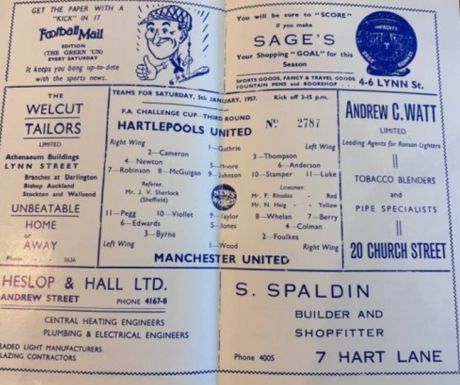 GET THE PAPER WITH A
"KICK" IN IT
Football Mail
EDITION
(THE GREEN 'UN)
EVERY SATURDAY
It keeps you bang up-to-date
with the sports news.
You will be sure to "SCORE"
if you make
SAGE'S
Your Shopping "GOAL" for this
Season
SPORTS GOODS, FANCY & TRAVEL GOODS
FOUNTAIN PENS and BOOKSHOP
4-6 LYNN St.
THE
WELCUT
TAILORS
LIMITED
Athenaeum Buildings
LYNN STREET
Branches at Darlington
Bishop Auckland
Stockton and Wallsend
UNBEATABLE
HOME
or
AWAY
Phone 3636
TEAMS FOR SATURDAY, 5th JANUARY, 1957. Kick off 2-15 p.m.
F.A. CHALLENGE CUP—THIRD ROUND
HARTLEPOOLS UNITED
No 2787
Right Wing
1—Guthrie
Left Wing
2—Cameron
3—Thompson
4—Newton
5—Moore
6—Anderson
7—Robinson
8—McGuigan
9—Johnson
10—Stamper
11—Luke
Referee:
Mr. J. V. Sherlock
(Sheffield)
NEWS
Linesmen:
Mr. P. Rhodes Red
Mr. N. Heig - Yellow
11—Pegg
10—Viollet
9—Taylor
8—Whelan
7—Berry
6—Edwards
5—Jones
4—Colman
3—Byrne
2—Foulkes
Left Wing
1—Wood
Right Wing
MANCHESTER UNITED
ANDREW C. WATT
LIMITED
Leading Agents for Ronson Lighters
TOBACCO BLENDERS
and
PIPE SPECIALISTS
20 CHURCH STREET
HESLOP & HALL LTD.
ANDREW STREET PHONE 4167-8
CENTRAL HEATING ENGINEERS
PLUMBING & ELECTRICAL ENGINEERS
LEADED LIGHT MANUFACTURERS.
GLAZING CONTRACTORS.
S. SPALDIN
BUILDER AND
SHOPFITTER
Phone 4005
7 HART LANE